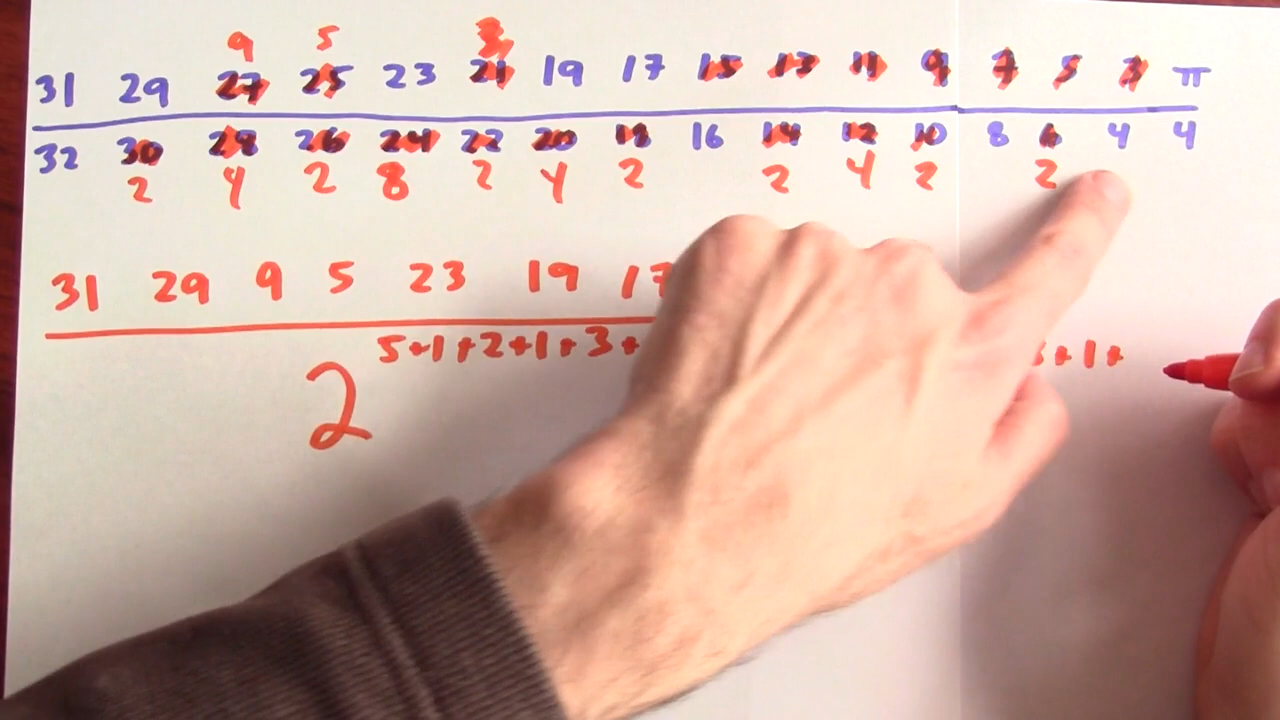 9 5 3
31 29 27 25 23 21 19 17 15 13 11 9 7 5 3 π
32 30 28 26 24 22 20 18 16 14 12 10 8 6 4 4
2 4 2 8 2 4 2 2 4 2 2
31 29 9 5 23 19 17
2 5+1+2+1+3+ +1+